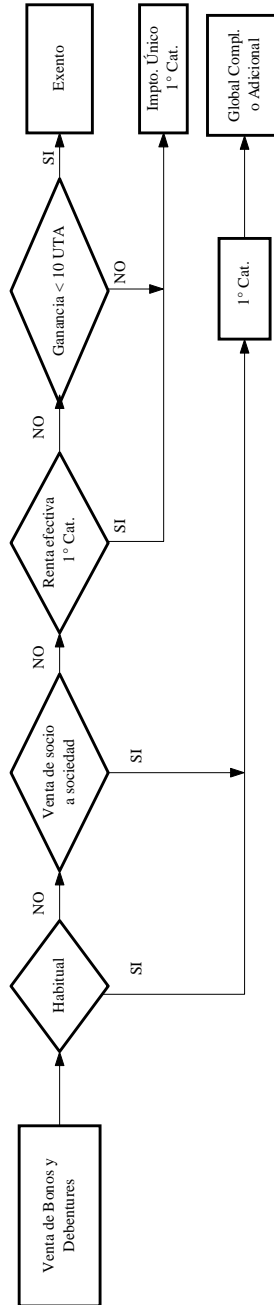 Venta de Bonos y
Debentures
Habitual
NO
SI
Venta de socio
a sociedad
NO
SI
Renta efectiva
1° Cat.
NO
SI
Ganancia < 10 UTA
SI
NO
Exento
Impto. Único
1° Cat.
1° Cat.
Global Compl.
o Adicional